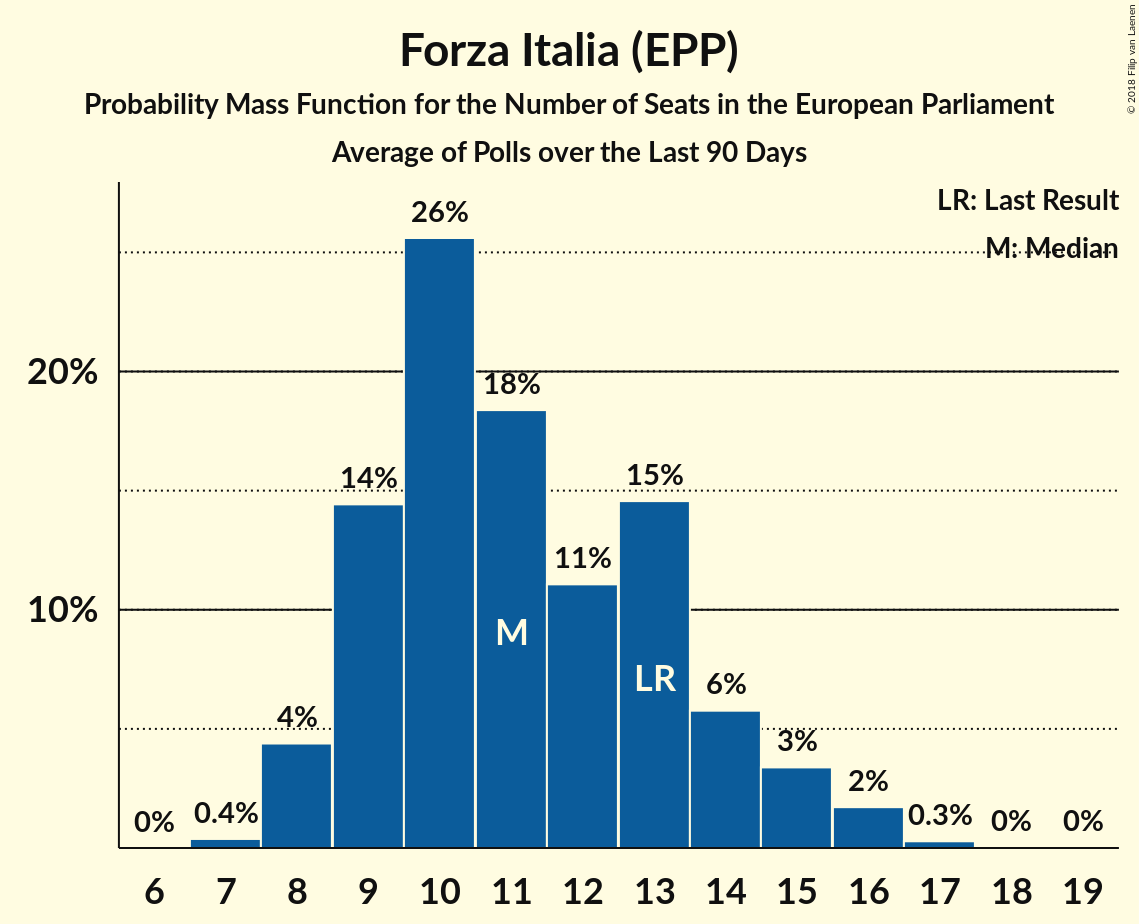 Forza Italia (EPP)
Probability Mass Function for the Number of Seats in the European Parliament
Average of Polls over the Last 90 Days
© 2018 Filip van Laenen
LR: Last Result
M: Median
26%
20%
18%
14%
15%
11%
10%
M
LR
6%
4%
3%
2%
0%
0.4%
0.3%
0%
0%
6 7 8 9 10 11 12 13 14 15 16 17 18 19